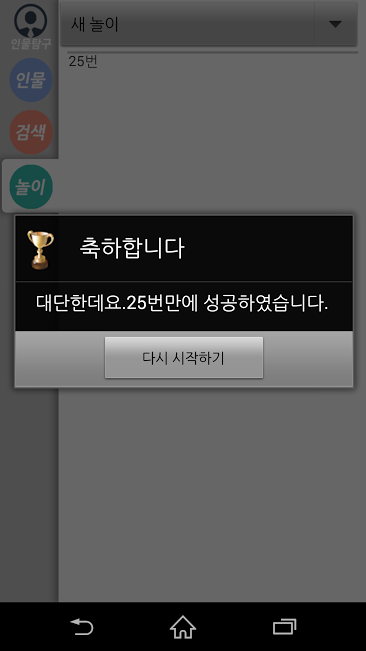 인물탐구
새 놀이
25번
인물
검색
놀이
축하합니다
대단한데요.25번만에 성공하였습니다.
다시 시작하기